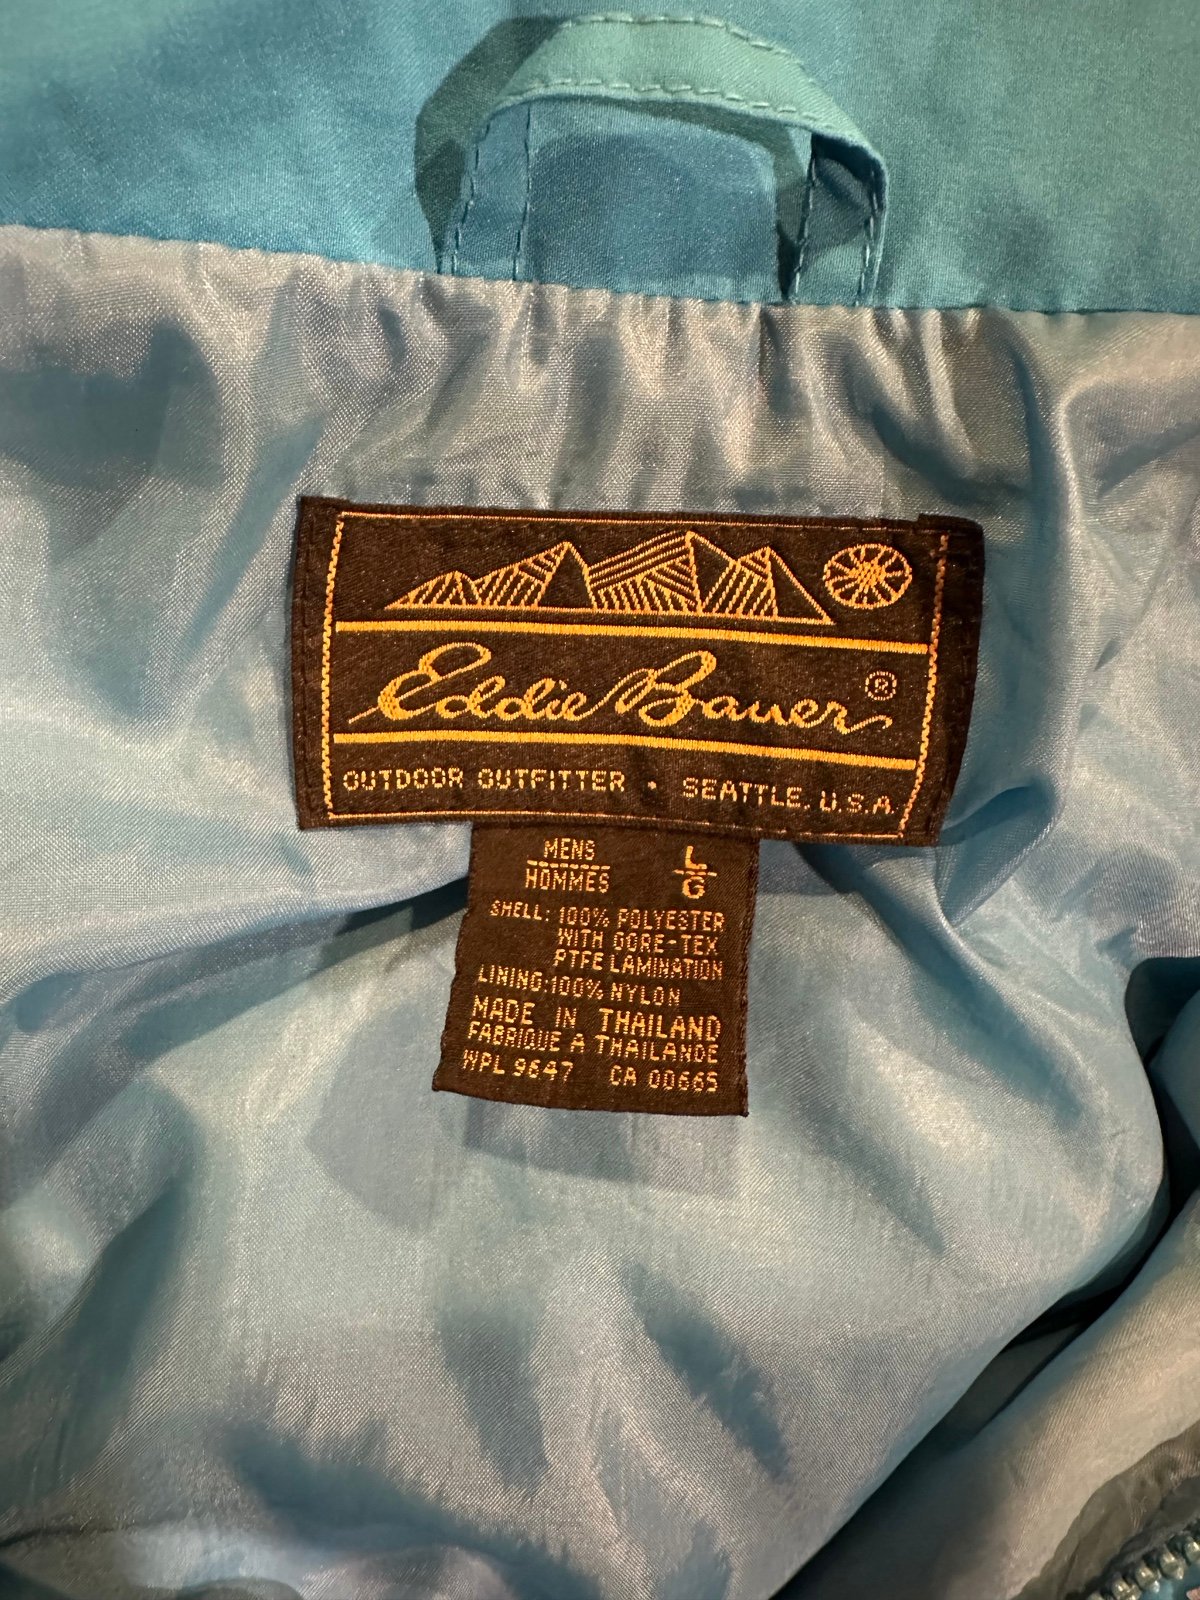 Eddie Bauer ®
OUTDOOR OUTFITTER • SEATTLE, U.S.A.
MENS L
HOMMES G
SHELL: 100% POLYESTER
WITH GORE-TEX
PTFE LAMINATION
LINING: 100% NYLON
MADE IN THAILAND
FABRIQUE A THAILANDE
WPL 9647 CA 00665